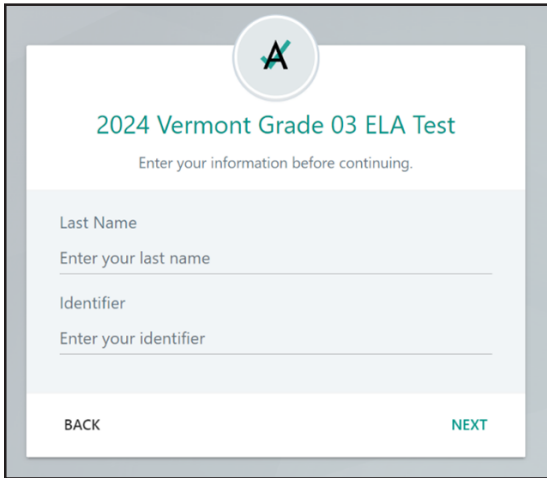 2024 Vermont Grade 03 ELA Test
Enter your information before continuing.
Last Name
Enter your last name
Identifier
Enter your identifier
BACK NEXT